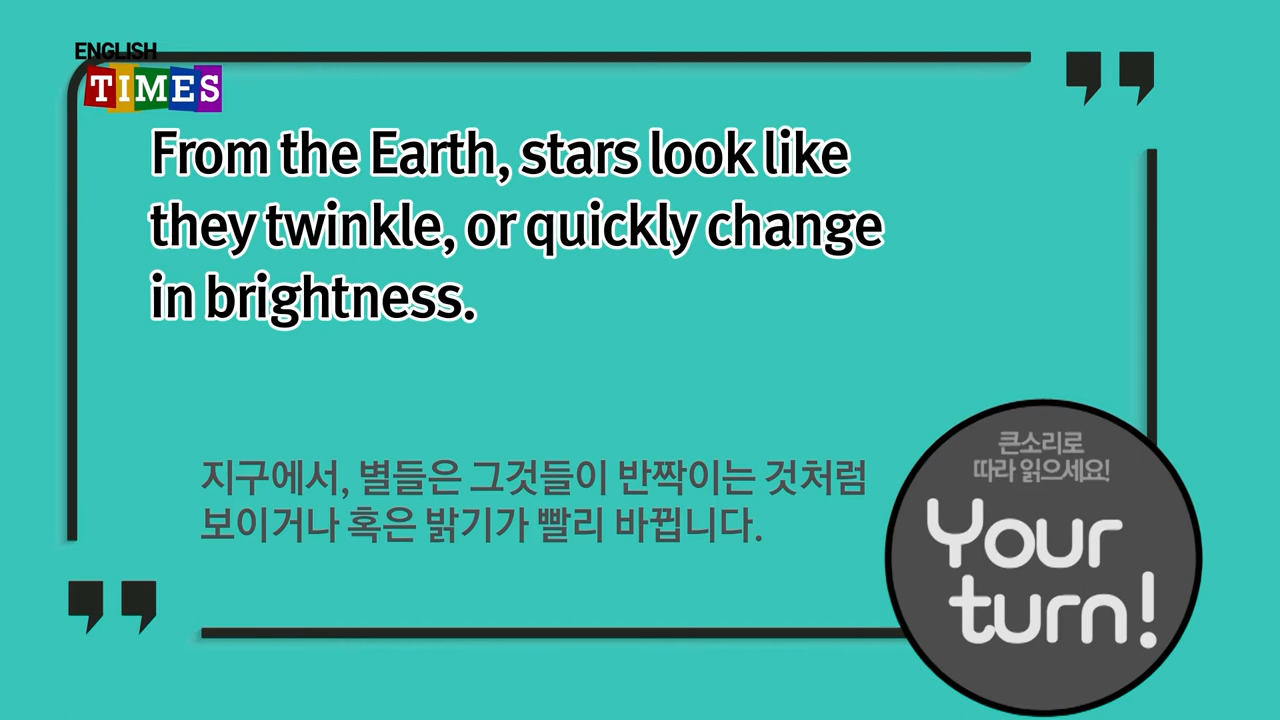 ENGLISH
TIMES
From the Earth, stars look like
they twinkle, or quickly change
in brightness.
지구에서, 별들은 그것들이 반짝이는 것처럼
보이거나 혹은 밝기가 빨리 바뀝니다.
큰소리로
따라 읽으세요!
Your
turn!